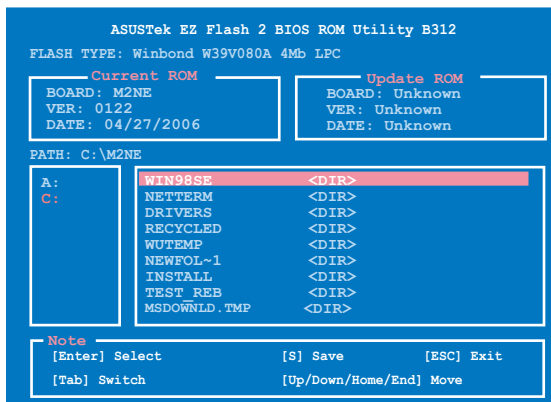 ASUSTek EZ Flash 2 BIOS ROM Utility B312
FLASH TYPE: Winbond W39V080A 4Mb LPC
Current ROM
BOARD: M2NE
VER: 0122
DATE: 04/27/2006
Update ROM
BOARD: Unknown
VER: Unknown
DATE: Unknown
PATH: C:\M2NE
A:
C:
WIN98SE <DIR>
NETTERM <DIR>
DRIVERS <DIR>
RECYCLED <DIR>
WUTEMP <DIR>
NEWFOL~1 <DIR>
INSTALL <DIR>
TEST_REB <DIR>
MSDOWNLD.TMP <DIR>
Note
[Enter] Select [S] Save [ESC] Exit
[Tab] Switch [Up/Down/Home/End] Move